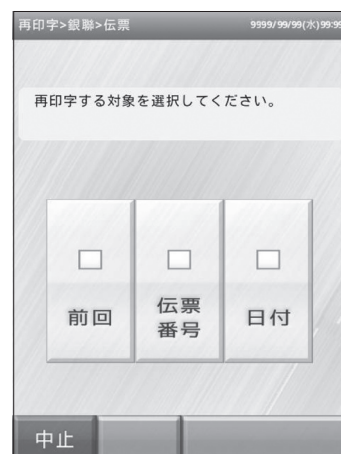 再印字>銀聯>伝票 9999/99/99(水)99:99
再印字する対象を選択してください。
前回
伝票
番号
日付
中止